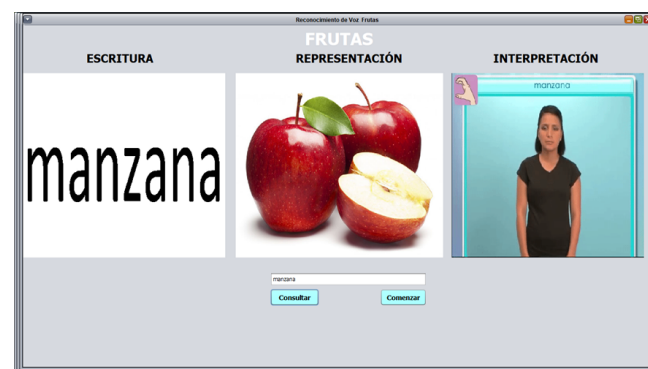 Reconocimiento de Voz Frutas
FRUTAS
ESCRITURA
REPRESENTACIÓN
INTERPRETACIÓN
manzana
manzana
manzana
Consultar
Comenzar